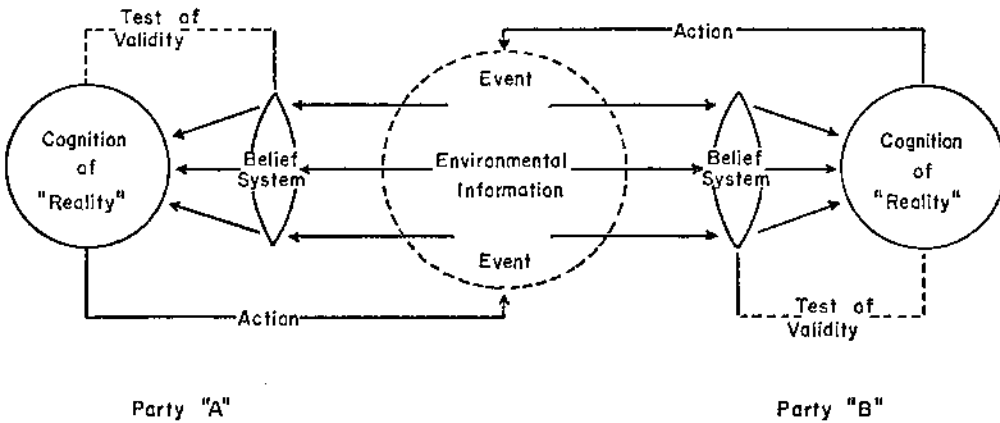 Test of
Validity
Action
Event
Cognition
of
"Reality"
Belief
System
Environmental
Information
Belief
System
Cognition
of
"Reality"
Event
Action
Test of
Validity
Party "A"
Party "B"